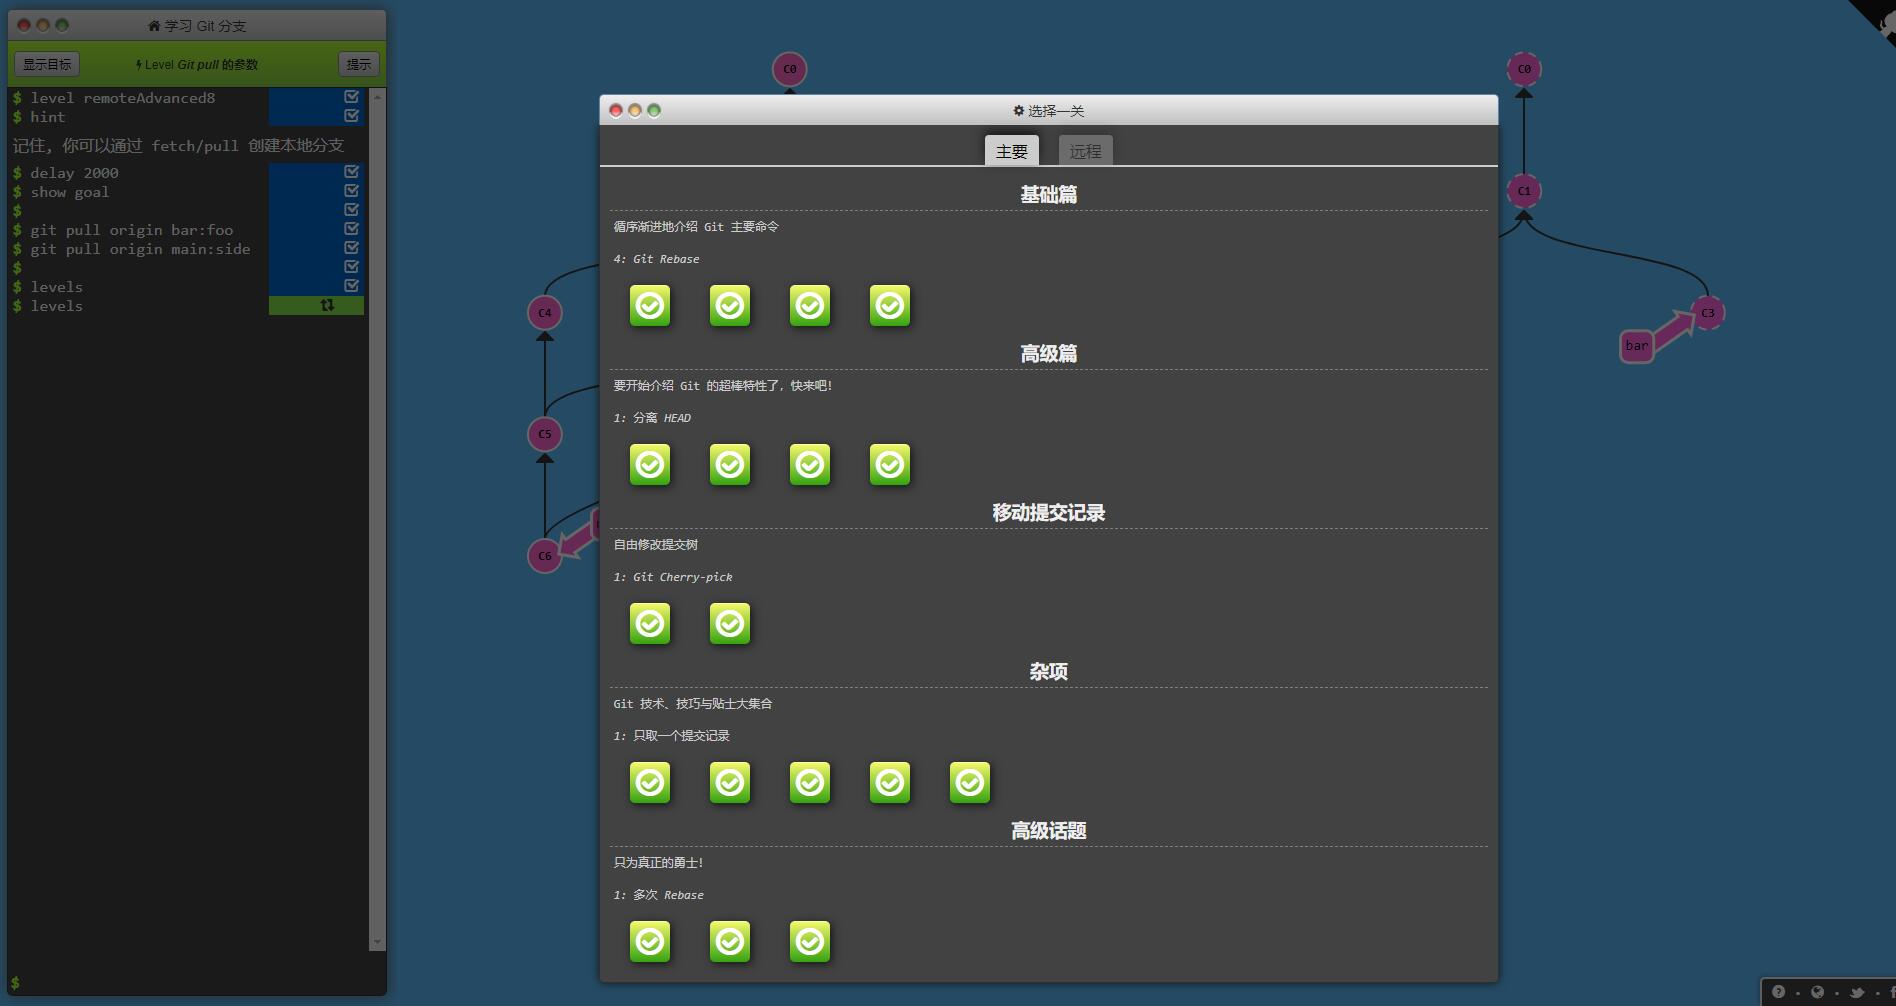 学习 Git 分支
显示目标
Level Git pull 的参数
提示
$ level remoteAdvanced8
$ hint
记住, 你可以通过 fetch/pull 创建本地分支
$ delay 2000
$ show goal
$
$ git pull origin bar:foo
$ git pull origin main:side
$
$ levels
$ levels
$
C0
C4
C5
C6
选择一关
主要
远程
基础篇
循序渐进地介绍 Git 主要命令
4: Git Rebase
高级篇
要开始介绍 Git 的超棒特性了, 快来吧!
1: 分离 HEAD
移动提交记录
自由修改提交树
1: Git Cherry-pick
杂项
Git 技术、技巧与贴士大集合
1: 只取一个提交记录
高级话题
只为真正的勇士!
1: 多次 Rebase
C0
C1
C3
bar